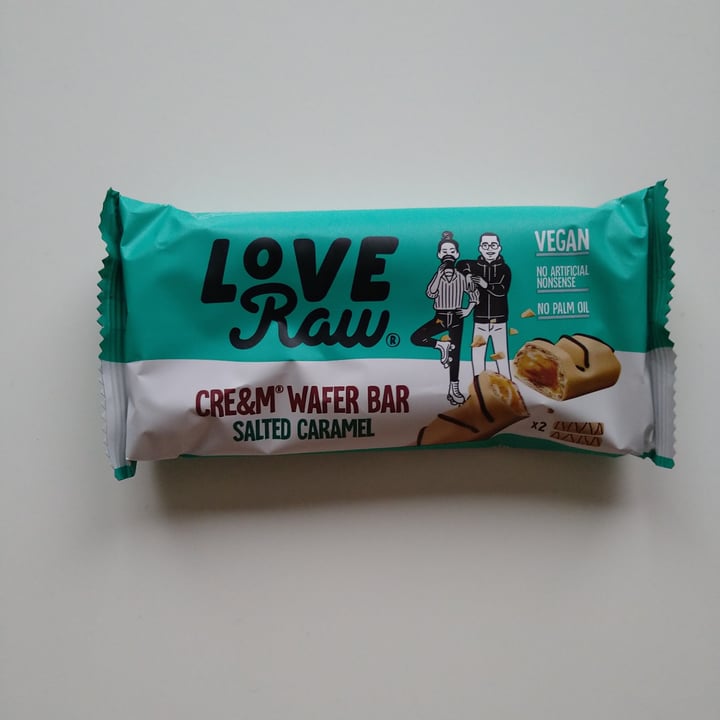 LOVE
Raw®
CRE&M® WAFER BAR
SALTED CARAMEL
VEGAN
NO ARTIFICIAL
NONSENSE
NO PALM OIL
x2